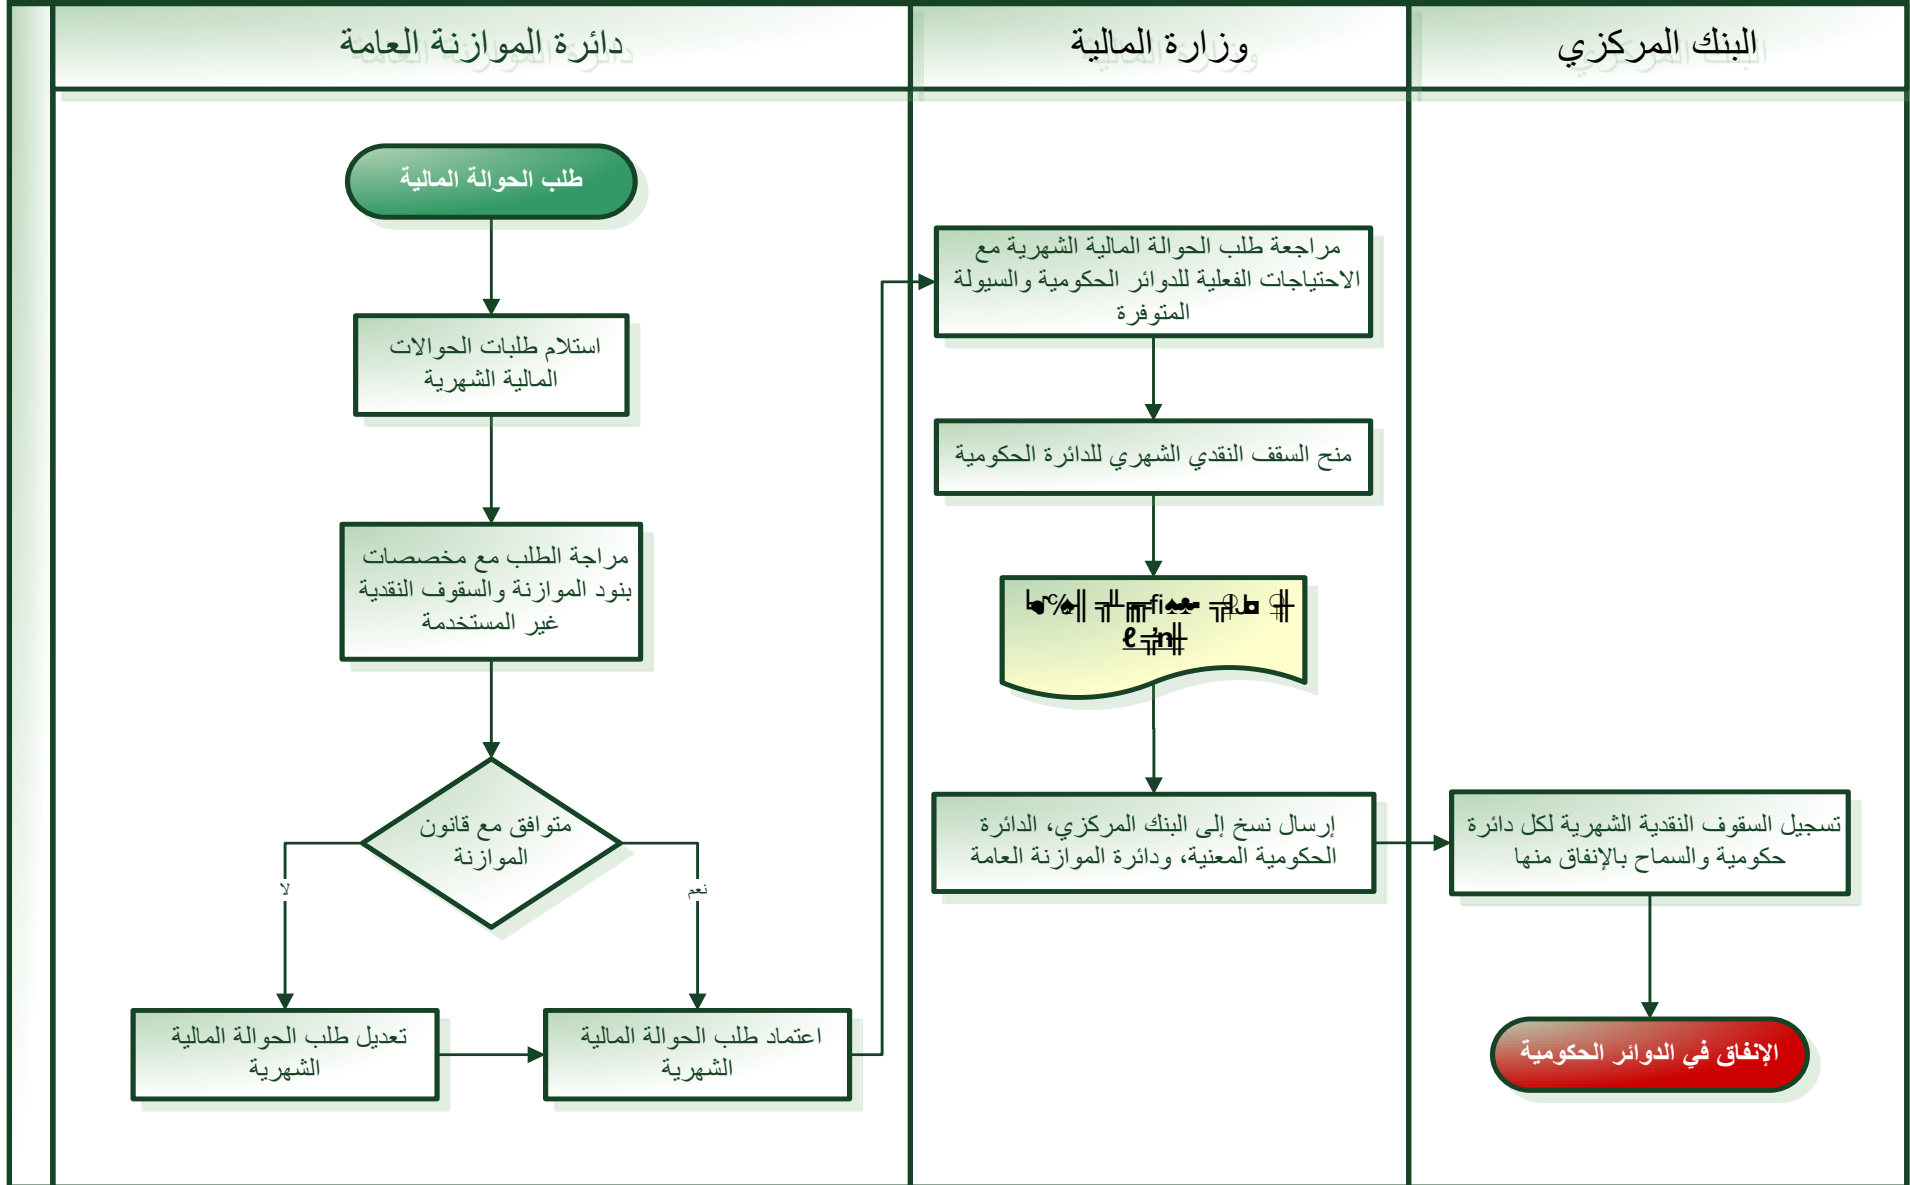 دائرة الموازنة العامة
وزارة المالية
البنك المركزي
طلب الحوالة المالية
استلام طلبات الحوالات
المالية الشهرية
مراجة الطلب مع مخصصات
بنود الموازنة والسقوف النقدية
غير المستخدمة
متوافق مع قانون
الموازنة
لا
نعم
تعديل طلب الحوالة المالية
الشهرية
اعتماد طلب الحوالة المالية
الشهرية
مراجعة طلب الحوالة المالية الشهرية مع
الاحتياجات الفعلية للدوائر الحكومية والسيولة
المتوفرة
منح السقف النقدي الشهري للدائرة الحكومية
إرسال نسخ إلى البنك المركزي، الدائرة
الحكومية المعنية، ودائرة الموازنة العامة
تسجيل السقوف النقدية الشهرية لكل دائرة
حكومية والسماح بالإنفاق منها
الإنفاق في الدوائر الحكومية